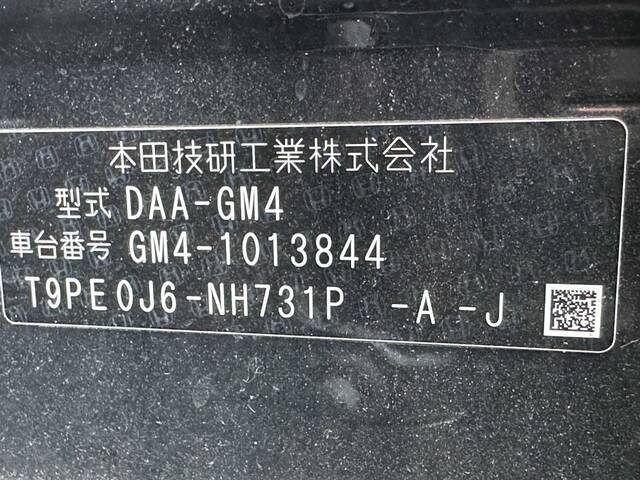 本田技研工業株式会社
型式 DAA-GM4
車台番号 GM4-1013844
T9PE0J6-NH731P -A -J